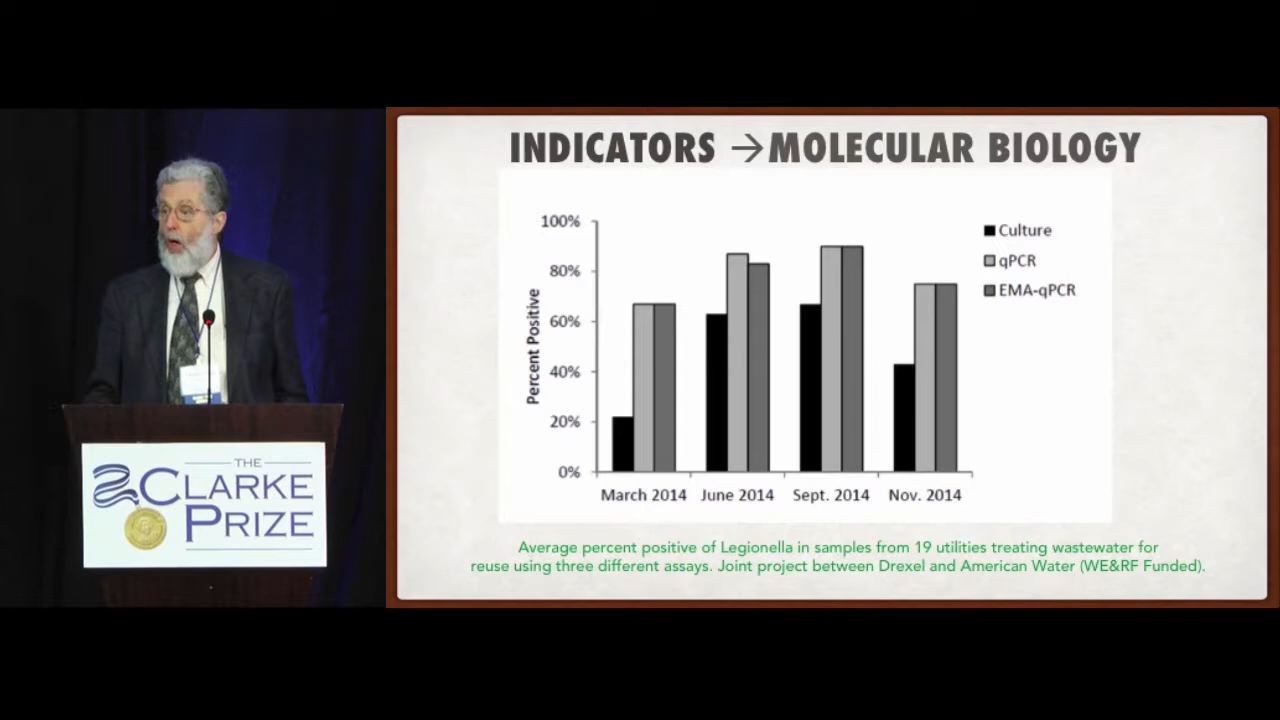 THE
CLARKE
PRIZE
INDICATORS →MOLECULAR BIOLOGY
100%
80%
60%
40%
20%
0%
Percent Positive
March 2014 June 2014 Sept. 2014 Nov. 2014
Culture
qPCR
EMA-qPCR
Average percent positive of Legionella in samples from 19 utilities treating wastewater for
reuse using three different assays. Joint project between Drexel and American Water (WE&RF Funded).